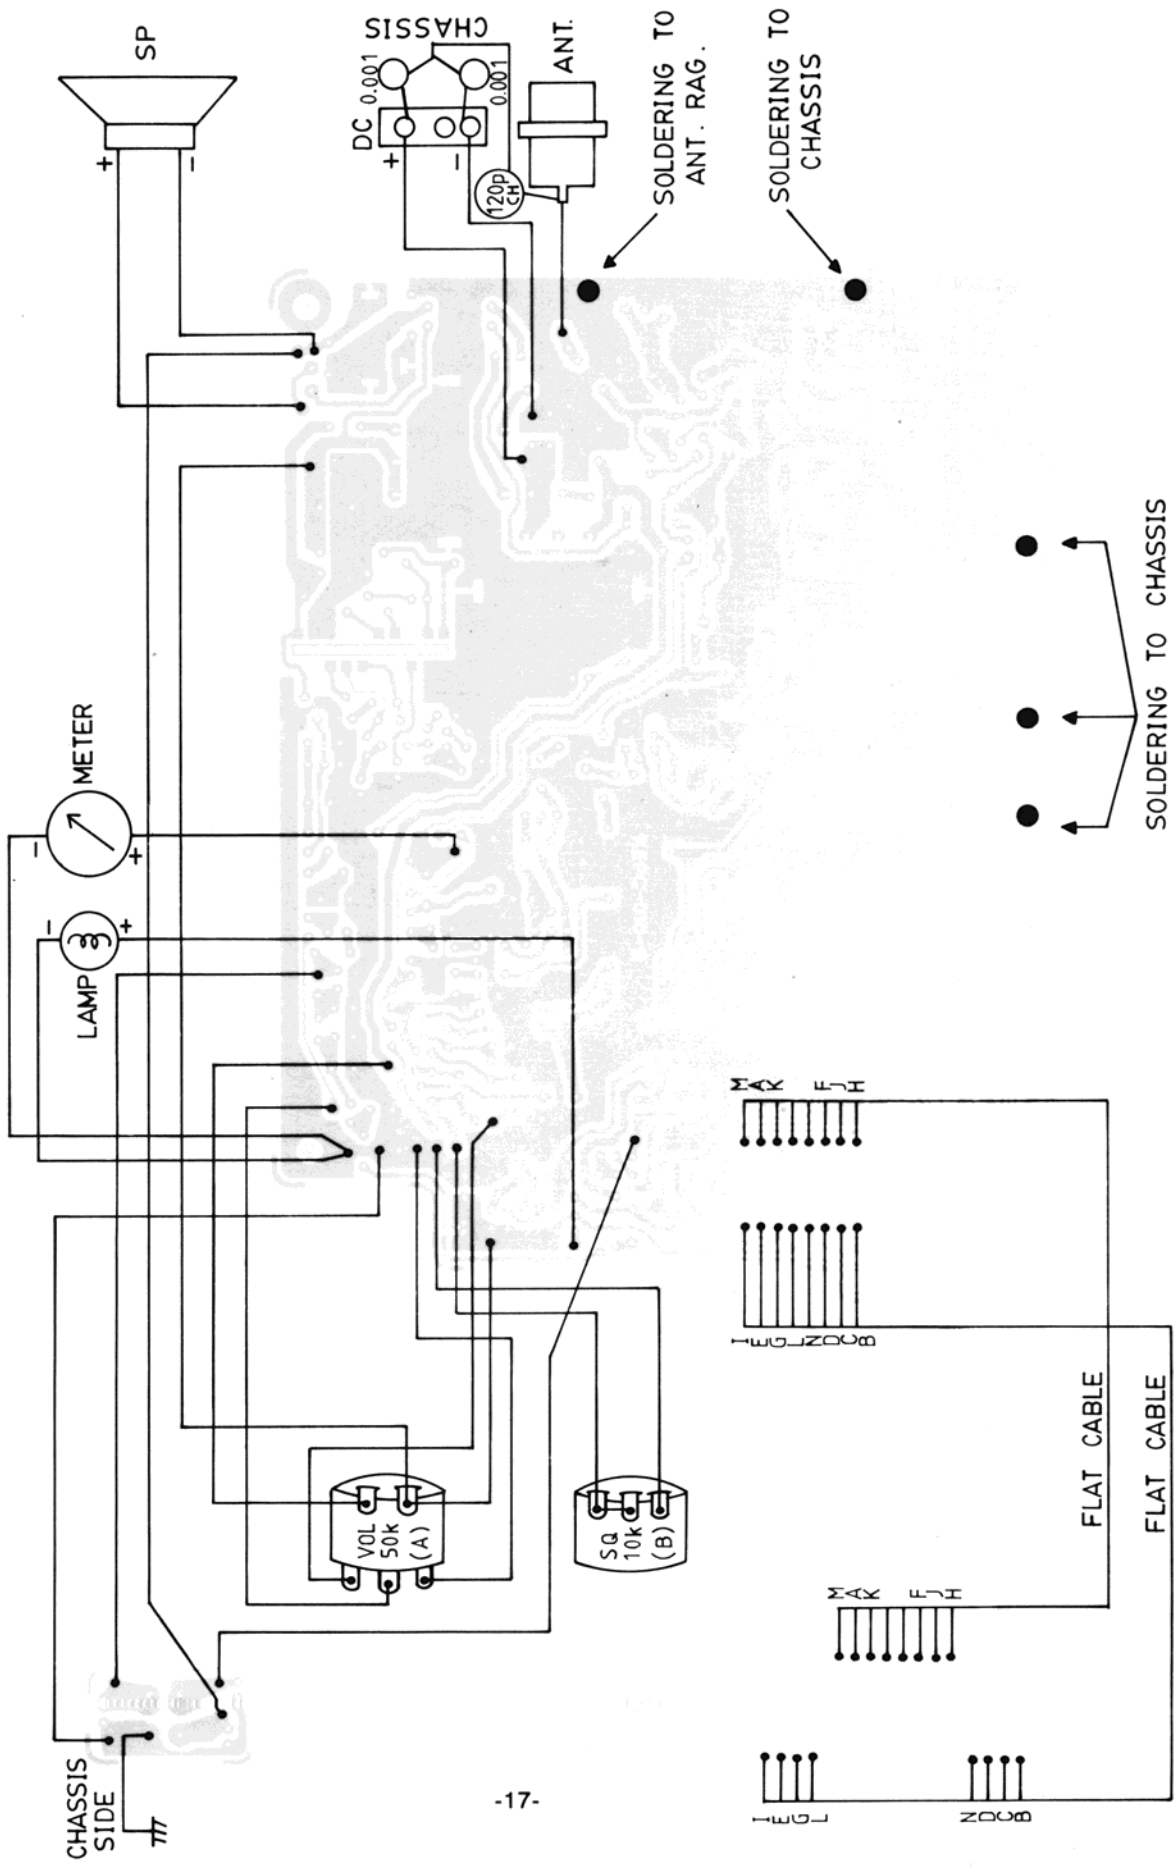 SP
+
-
CHASSIS
0.001
0.001
DC
+
-
120p
CH
ANT.
SOLDERING TO
ANT. RAG.
SOLDERING TO
CHASSIS
METER
-
+
LAMP
-
+
SOLDERING TO CHASSIS
VOL
50k
(A)
SQ
10k
(B)
M
A
K
F
J
H
I
E
G
L
N
D
C
B
FLAT CABLE
FLAT CABLE
M
A
K
F
J
H
I
E
G
L
N
D
C
B
CHASSIS
SIDE
-17-